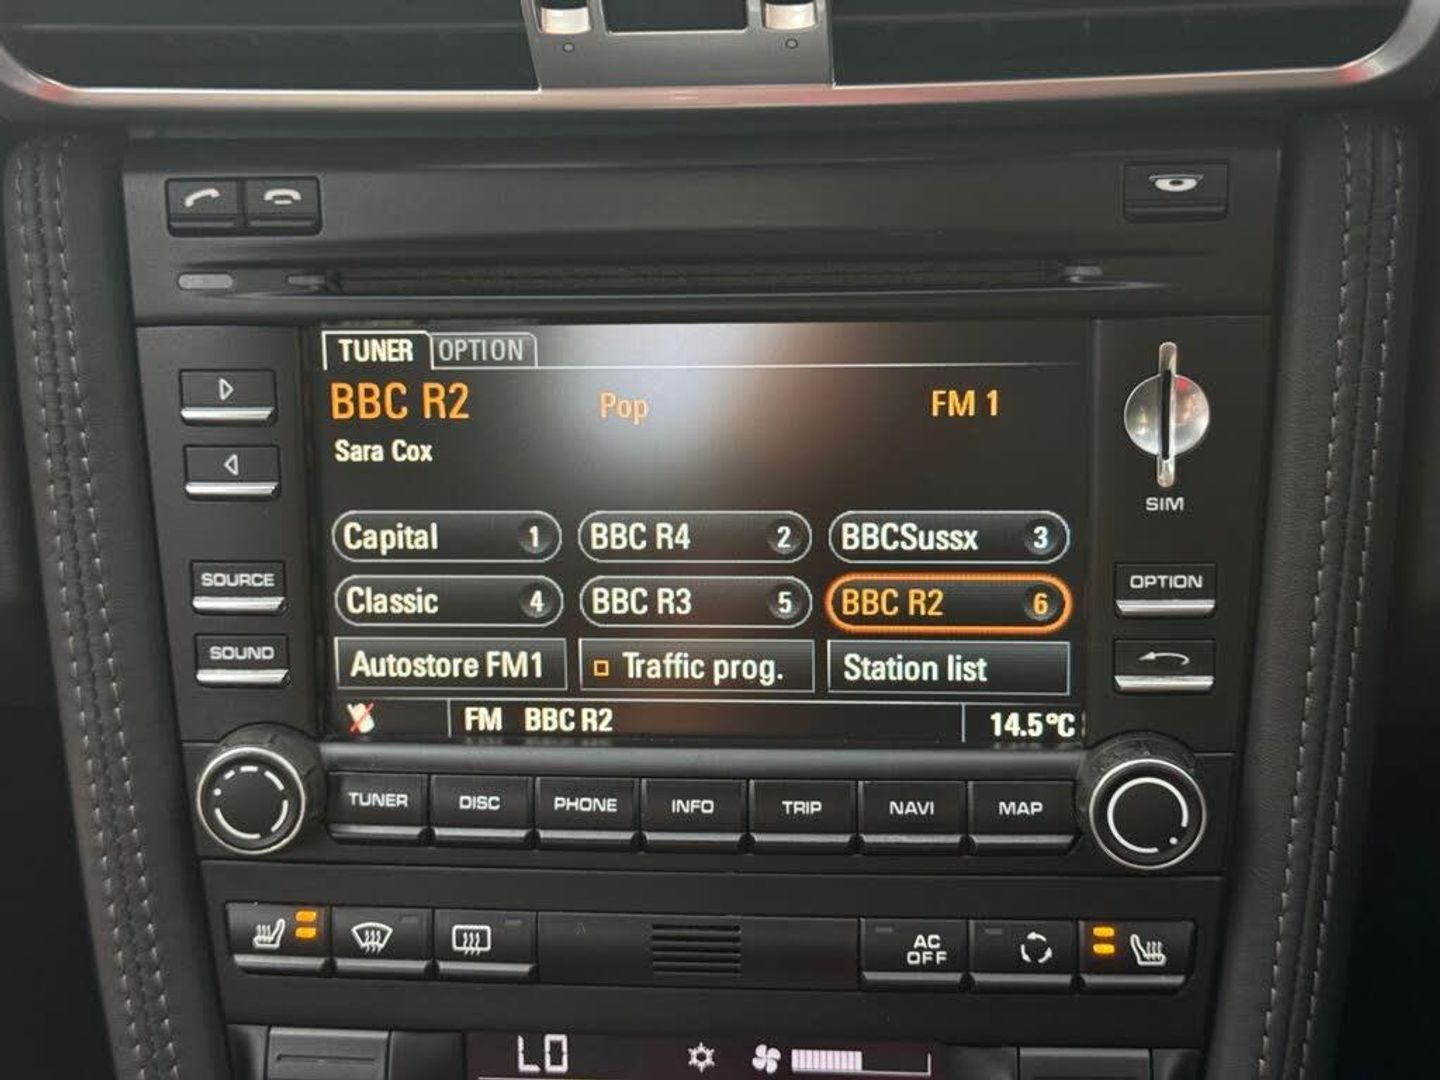 TUNER OPTION
BBC R2 Pop FM 1
Sara Cox
Capital 1 BBC R4 2 BBCSussx 3
Classic 4 BBC R3 5 BBC R2 6
Autostore FM1 Traffic prog. Station list
FM BBC R2 14.5°C
SOURCE
SOUND
SIM
OPTION
TUNER DISC PHONE INFO TRIP NAVI MAP
AC
OFF
LO